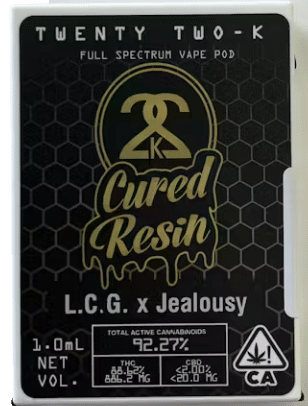 TWENTY TWO-K
FULL SPECTRUM VAPE POD
22
K
Cured
Resin
L.C.G. x Jealousy
1.0mL
NET
VOL.
TOTAL ACTIVE CANNABINOIDS
92.27%
THC
88.62%
886.2 MG
CBD
<2.00%
<20.0 MG
CA